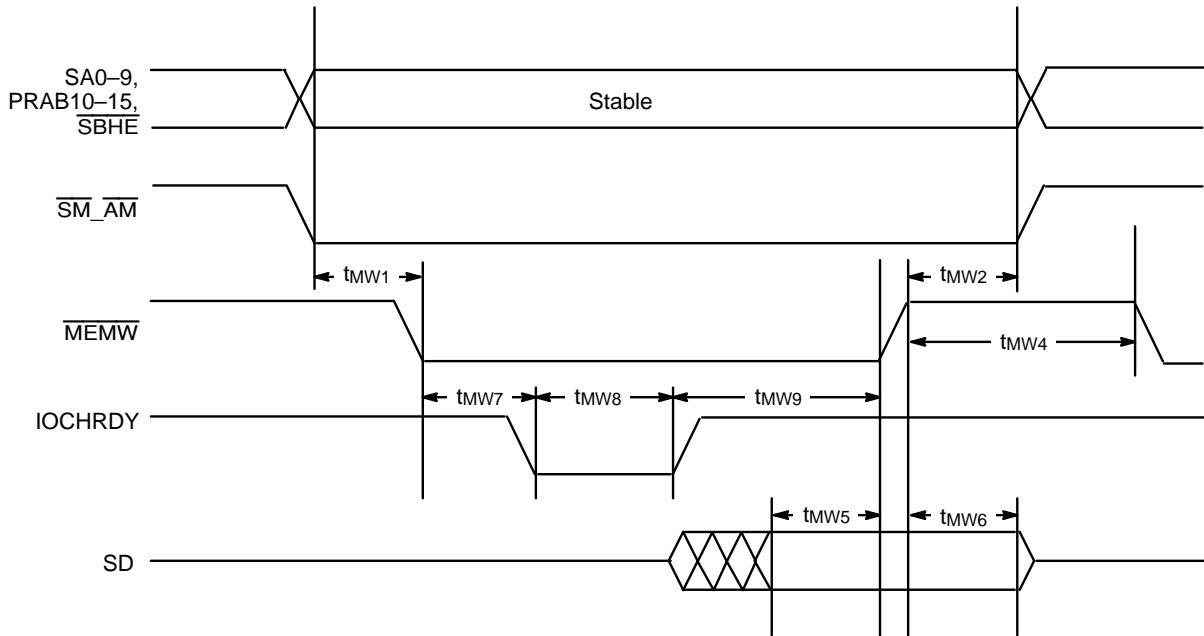 SA0–9,
PRAB10–15,
SBHE
Stable
SM_AM
tMW1
tMW2
MEMW
tMW4
tMW7
tMW8
tMW9
IOCHRDY
tMW5
tMW6
SD